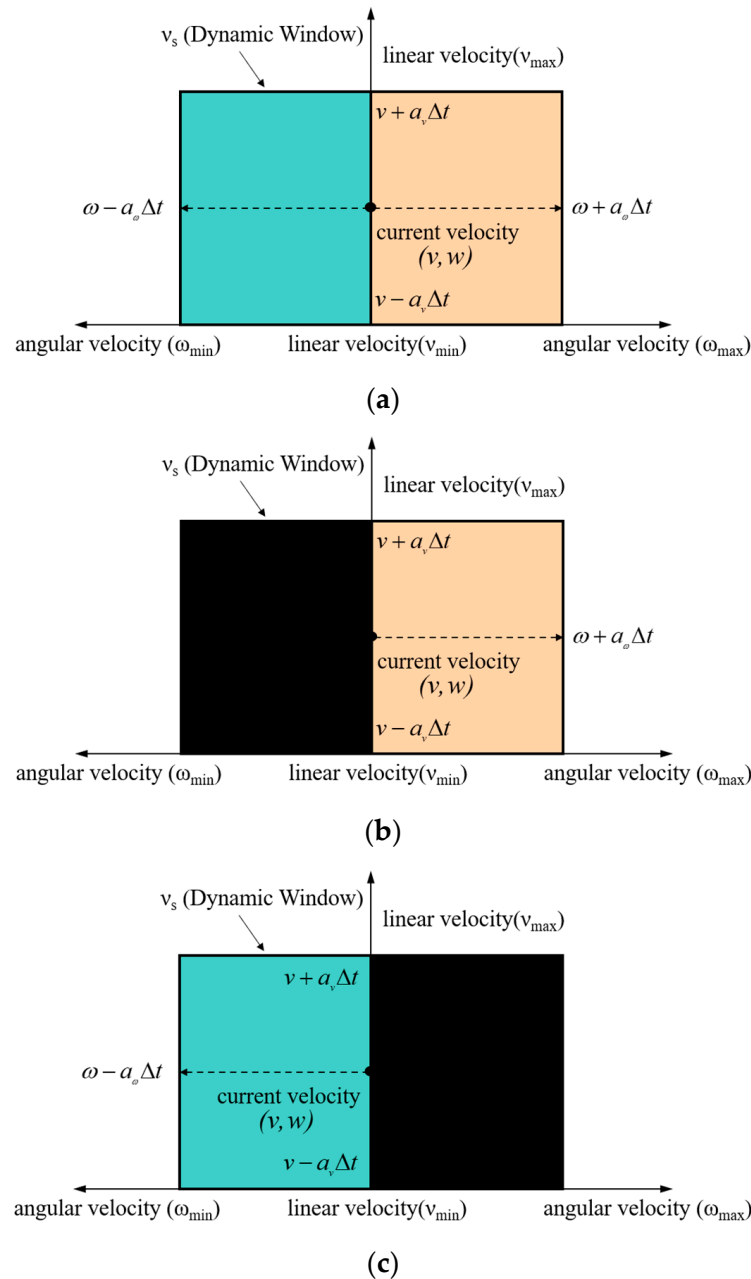 νs (Dynamic Window)
linear velocity(νmax)
v + avΔt
ω − aωΔt
ω + aωΔt
current velocity
(v, w)
v − avΔt
angular velocity (ωmin)
linear velocity(νmin)
angular velocity (ωmax)
(a)
νs (Dynamic Window)
linear velocity(νmax)
v + avΔt
ω + aωΔt
current velocity
(v, w)
v − avΔt
angular velocity (ωmin)
linear velocity(νmin)
angular velocity (ωmax)
(b)
νs (Dynamic Window)
linear velocity(νmax)
v + avΔt
ω − aωΔt
current velocity
(v, w)
v − avΔt
angular velocity (ωmin)
linear velocity(νmin)
angular velocity (ωmax)
(c)